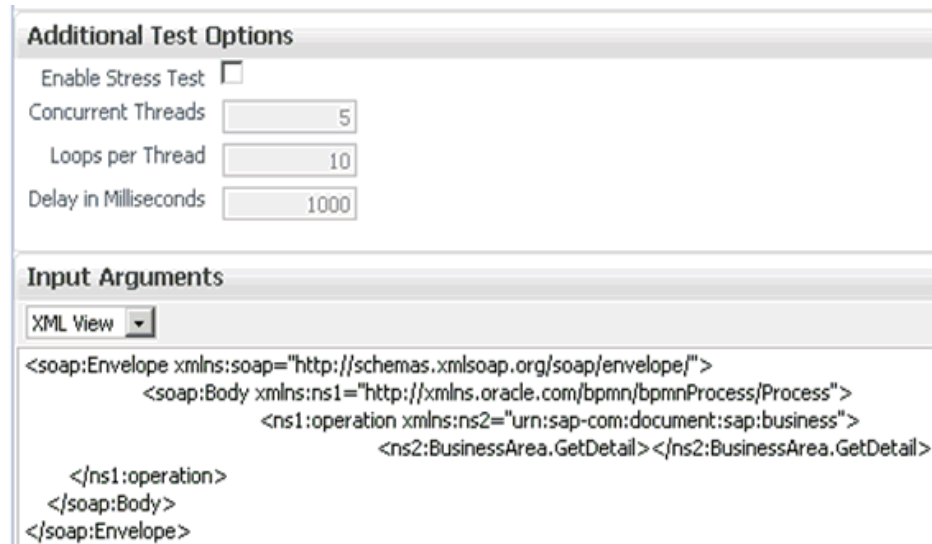 Additional Test Options
Enable Stress Test
Concurrent Threads 5
Loops per Thread 10
Delay in Milliseconds 1000
Input Arguments
XML View
<soap:Envelope xmlns:soap="http://schemas.xmlsoap.org/soap/envelope/">
<soap:Body xmlns:ns1="http://xmlns.oracle.com/bpmn/bpmnProcess/Process">
<ns1:operation xmlns:ns2="urn:sap-com:document:sap:business">
<ns2:BusinessArea.GetDetail></ns2:BusinessArea.GetDetail>
</ns1:operation>
</soap:Body>
</soap:Envelope>